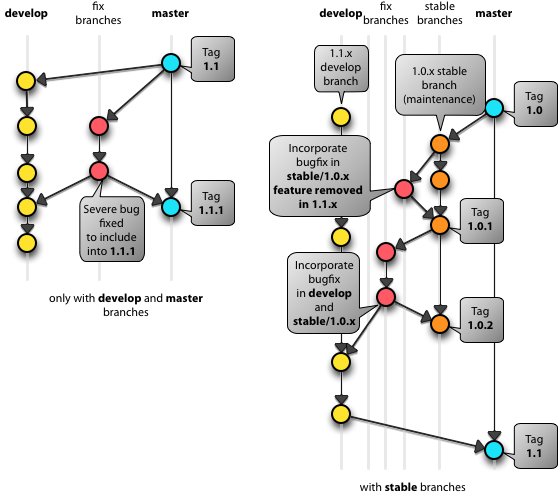 develop
fix
branches
master
Tag
1.1
Tag
1.1.1
Severe bug
fixed
to include
into 1.1.1
only with develop and master
branches
develop
fix
branches
stable
branches
master
1.1.x
develop
branch
1.0.x stable
branch
(maintenance)
Tag
1.0
Incorporate
bugfix in
stable/1.0.x
feature removed
in 1.1.x
Tag
1.0.1
Incorporate
bugfix
in develop
and
stable/1.0.x
Tag
1.0.2
Tag
1.1
with stable branches